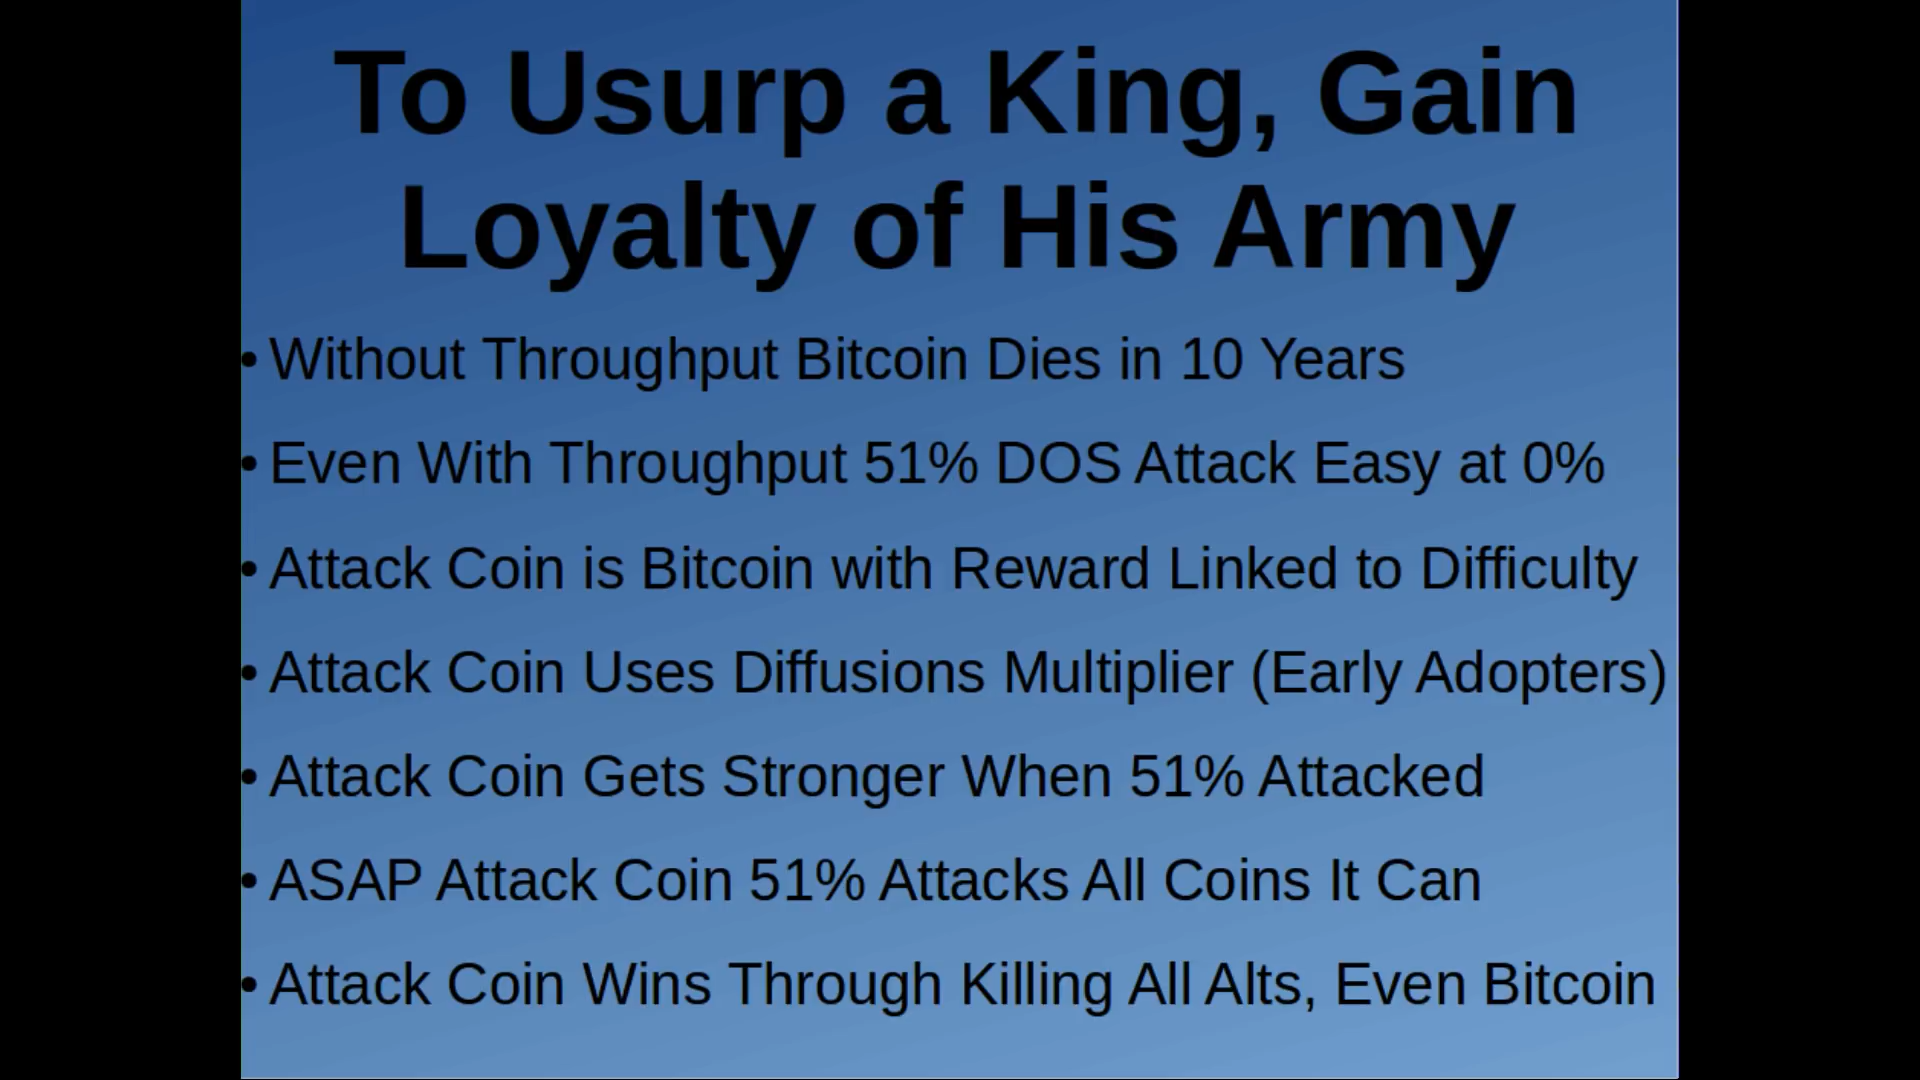 To Usurp a King, Gain
Loyalty of His Army
• Without Throughput Bitcoin Dies in 10 Years
• Even With Throughput 51% DOS Attack Easy at 0%
• Attack Coin is Bitcoin with Reward Linked to Difficulty
• Attack Coin Uses Diffusions Multiplier (Early Adopters)
• Attack Coin Gets Stronger When 51% Attacked
• ASAP Attack Coin 51% Attacks All Coins It Can
• Attack Coin Wins Through Killing All Alts, Even Bitcoin